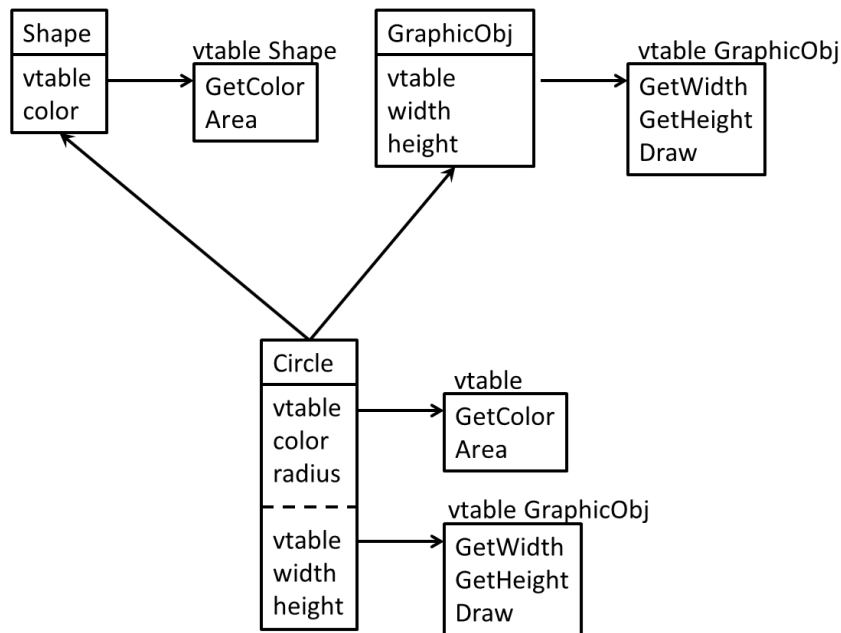 Shape
vtable
color
vtable Shape
GetColor
Area
GraphicObj
vtable
width
height
vtable GraphicObj
GetWidth
GetHeight
Draw
Circle
vtable
color
radius
vtable
width
height
vtable
GetColor
Area
vtable GraphicObj
GetWidth
GetHeight
Draw